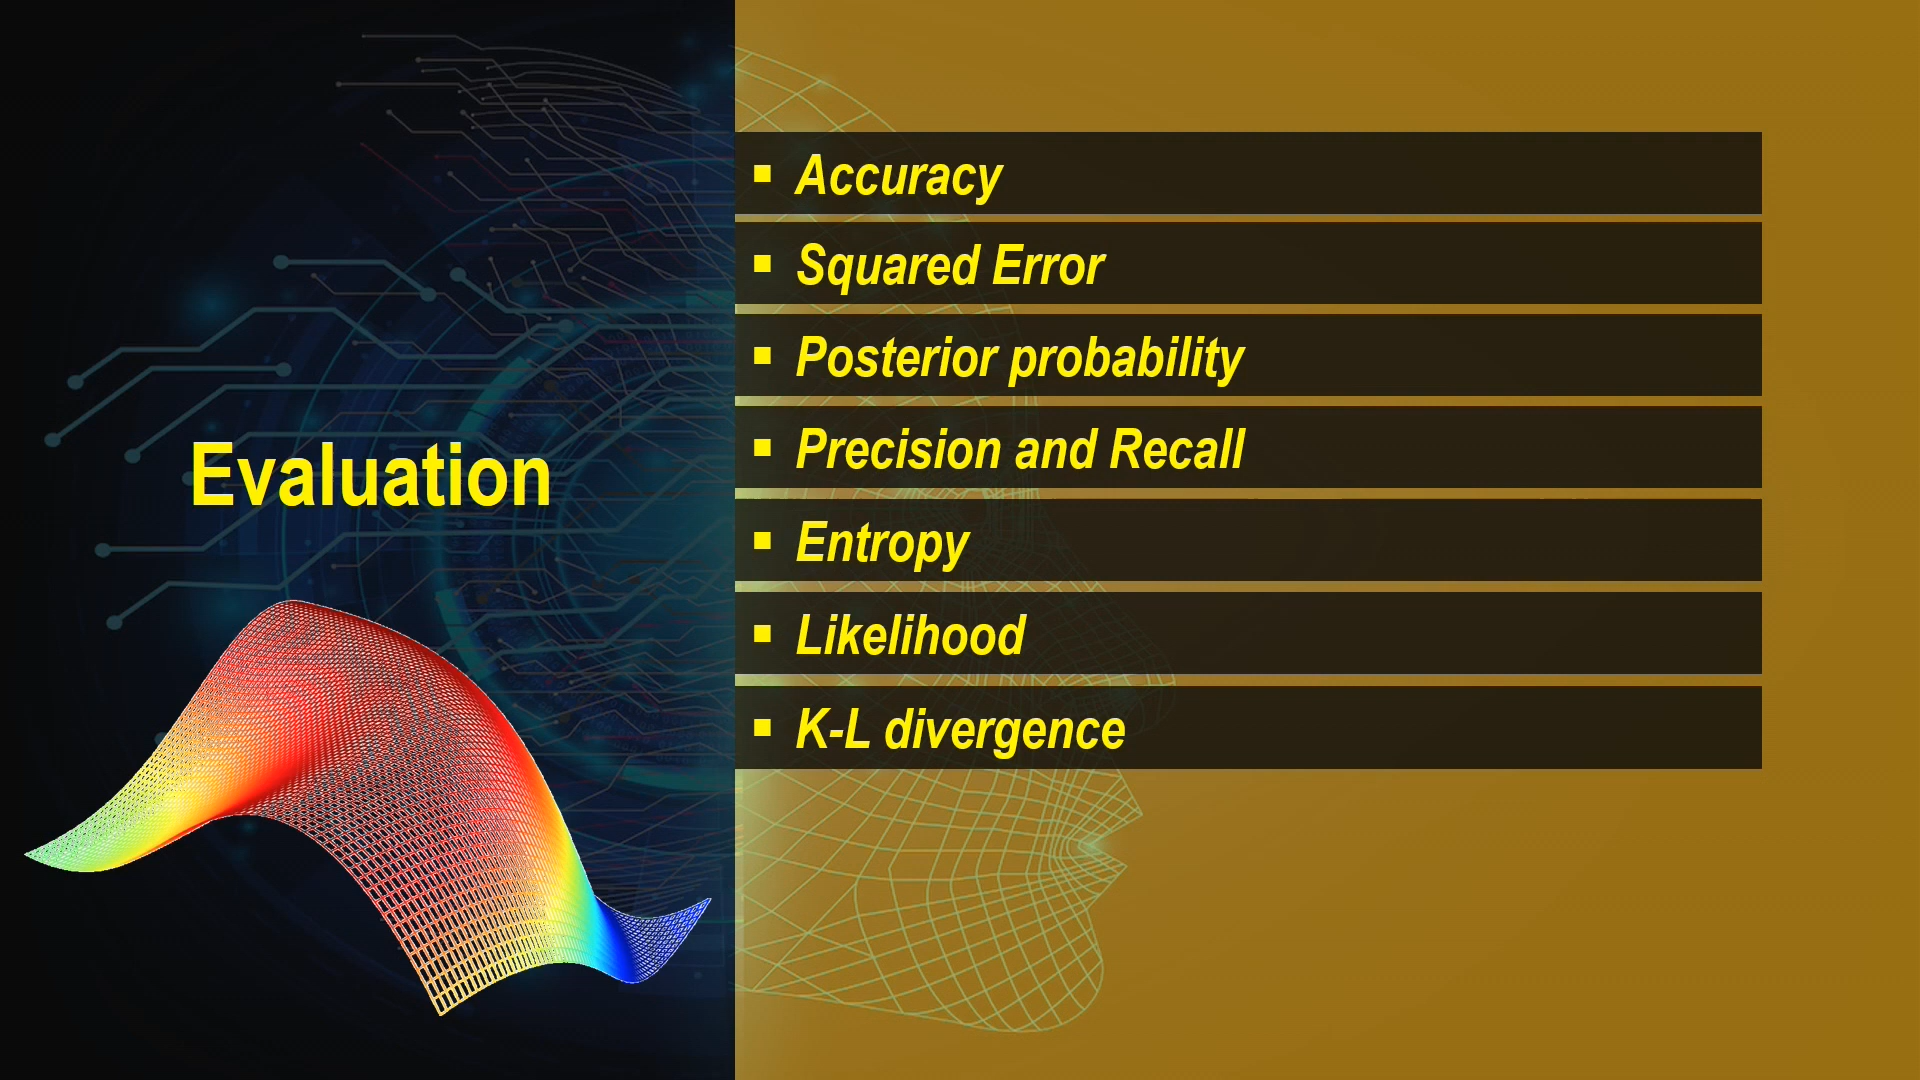 Evaluation
▪ Accuracy
▪ Squared Error
▪ Posterior probability
▪ Precision and Recall
▪ Entropy
▪ Likelihood
▪ K-L divergence